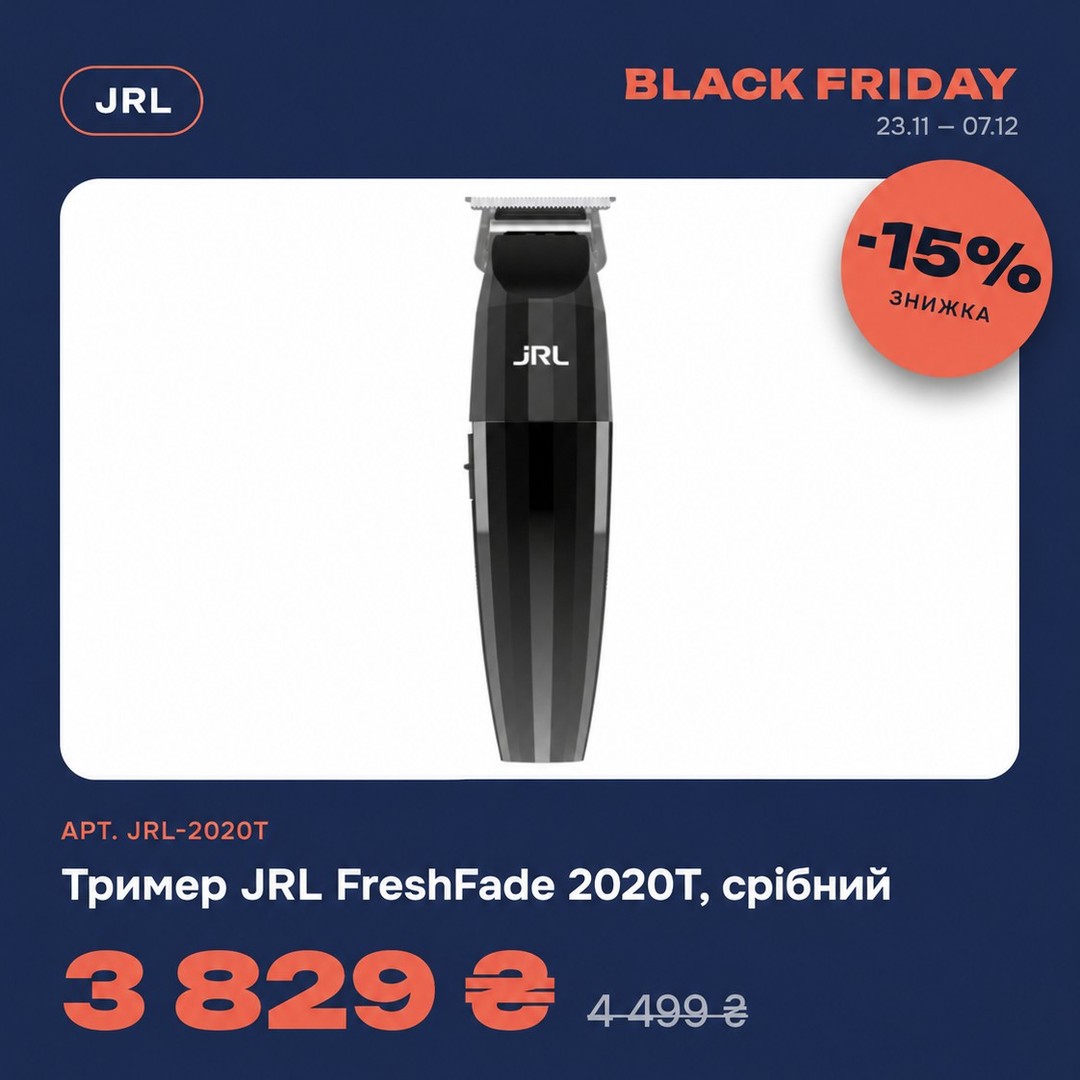 JRL
BLACK FRIDAY
23.11 — 07.12
-15%
ЗНИЖКА
jRL
АРТ. JRL-2020T
Тример JRL FreshFade 2020T, срібний
3 829 ₴
4 499 ₴